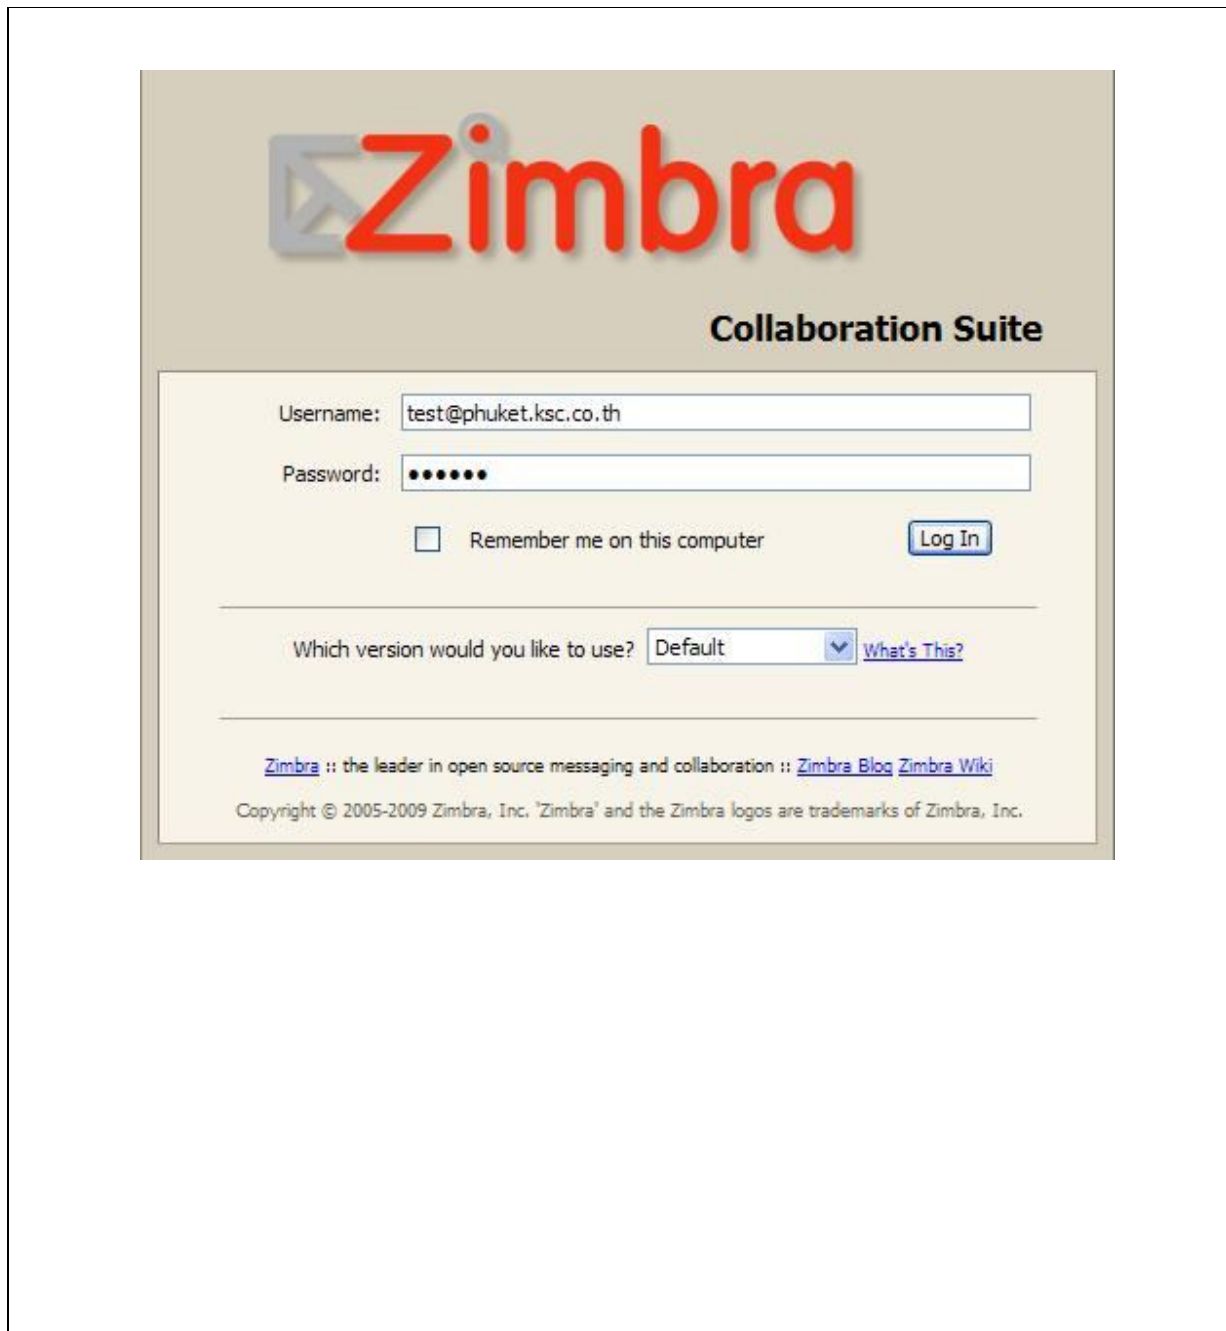 Zimbra
Collaboration Suite
Username: test@phuket.ksc.co.th
Password: ••••••
Remember me on this computer Log In
Which version would you like to use? Default What's This?
Zimbra :: the leader in open source messaging and collaboration :: Zimbra Blog Zimbra Wiki
Copyright © 2005-2009 Zimbra, Inc. 'Zimbra' and the Zimbra logos are trademarks of Zimbra, Inc.